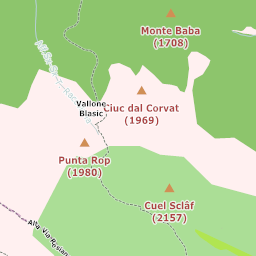 Monte Baba
(1708)
Vallone
Blasic
Ciuc dal Corvat
(1969)
Punta Rop
(1980)
Cuel Sclâf
(2157)